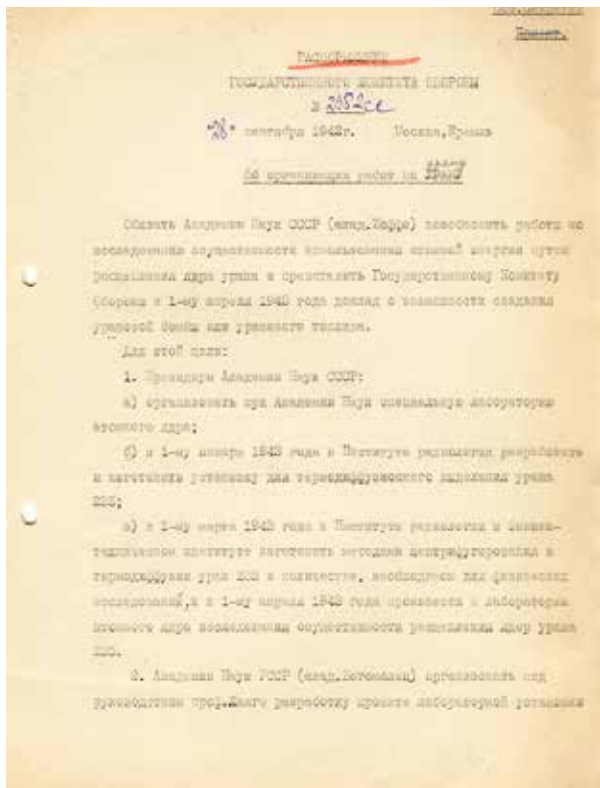 РАСПОРЯЖЕНИЕ
ГОСУДАРСТВЕННОГО КОМИТЕТА ОБОРОНЫ
№ 2352сс
"28" сентября 1942г. Москва, Кремль
Об организации работ по урану
Обязать Академию Наук СССР (акад.Иоффе) возобновить работы по
исследованию осуществимости использования атомной энергии путем
расщепления ядра урана и представить Государственному Комитету
Обороны к 1-му апреля 1943 года доклад о возможности создания
урановой бомбы или уранового топлива.
Для этой цели:
1. Президиуму Академии Наук СССР:
а) организовать при Академии Наук специальную лабораторию
атомного ядра;
б) к 1-му января 1943 года в Институте радиологии разработать
и изготовить установку для термодиффузионного выделения урана
235;
в) к 1-му марта 1943 года в Институте радиологии и Физико-
техническом институте изготовить методами центрифугирования и
термодиффузии уран 235 в количестве, необходимом для физических
исследований, и к 1-му апреля 1943 года произвести в лаборатории
атомного ядра исследования осуществимости расщепления ядер урана
235.
2. Академии Наук УССР (акад.Богомолец) организовать под
руководством проф.Ланге разработку проекта лабораторной установки